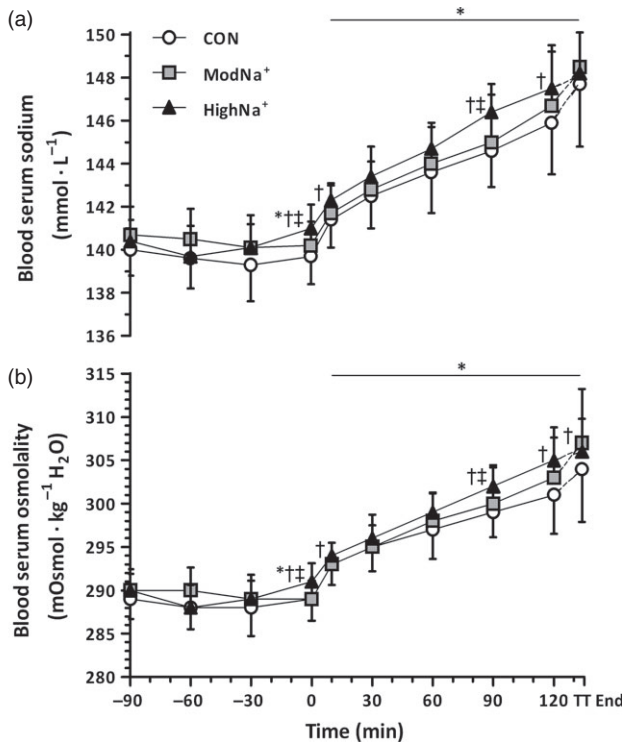 (a)
*
150
CON
ModNa+
HighNa+
148
†
†‡
146
144
†
142
*†‡
140
138
136
Blood serum sodium
(mmol · L−1)
(b)
*
315
310
†
†
305
†‡
300
†
295
*†‡
290
285
280
Blood serum osmolality
(mOsmol · kg−1 H2O)
−90 −60 −30 0 30 60 90 120 TT End
Time (min)